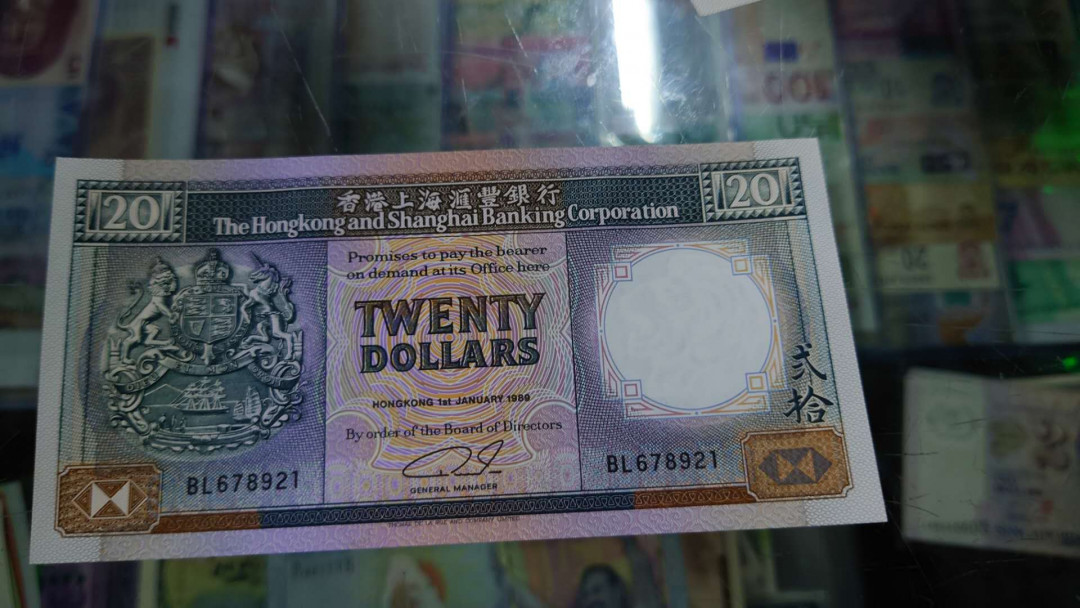 20
香港上海滙豐銀行
20
The Hongkong and Shanghai Banking Corporation
Promises to pay the bearer
on demand at its Office here
TWENTY
DOLLARS
HONGKONG 1st JANUARY 1989
By order of the Board of Directors
GENERAL MANAGER
BL678921
BL678921
弍拾